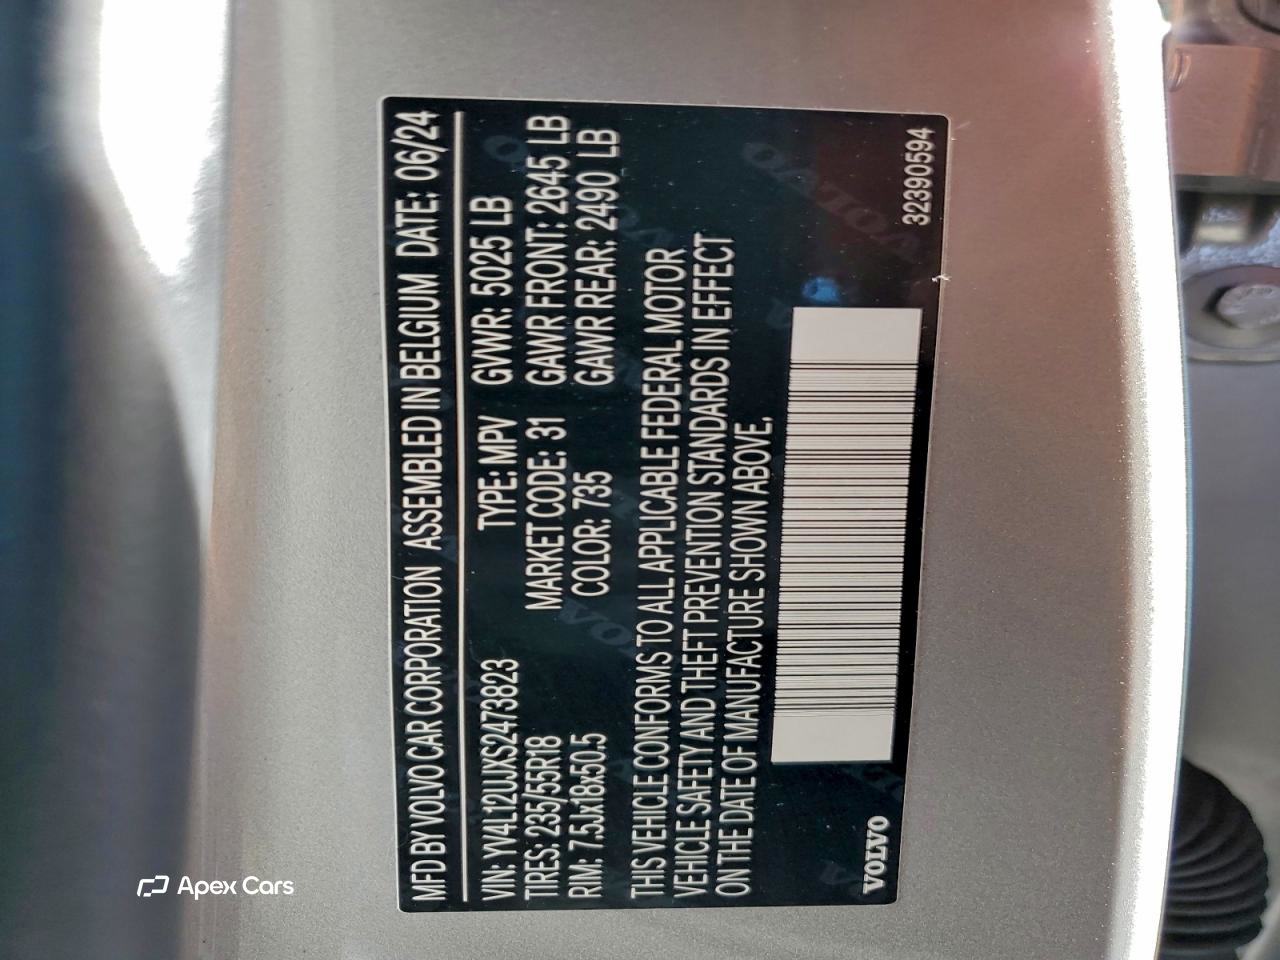 MFD BY VOLVO CAR CORPORATION ASSEMBLED IN BELGIUM DATE: 06/24
VIN: YV4L12UJXS2473823 TYPE: MPV GVWR: 5025 LB
TIRES: 235/55R18 MARKET CODE: 31 GAWR FRONT: 2645 LB
RIM: 7.5Jx18x50.5 COLOR: 735 GAWR REAR: 2490 LB
THIS VEHICLE CONFORMS TO ALL APPLICABLE FEDERAL MOTOR
VEHICLE SAFETY AND THEFT PREVENTION STANDARDS IN EFFECT
ON THE DATE OF MANUFACTURE SHOWN ABOVE.
VOLVO 32390594
Apex Cars